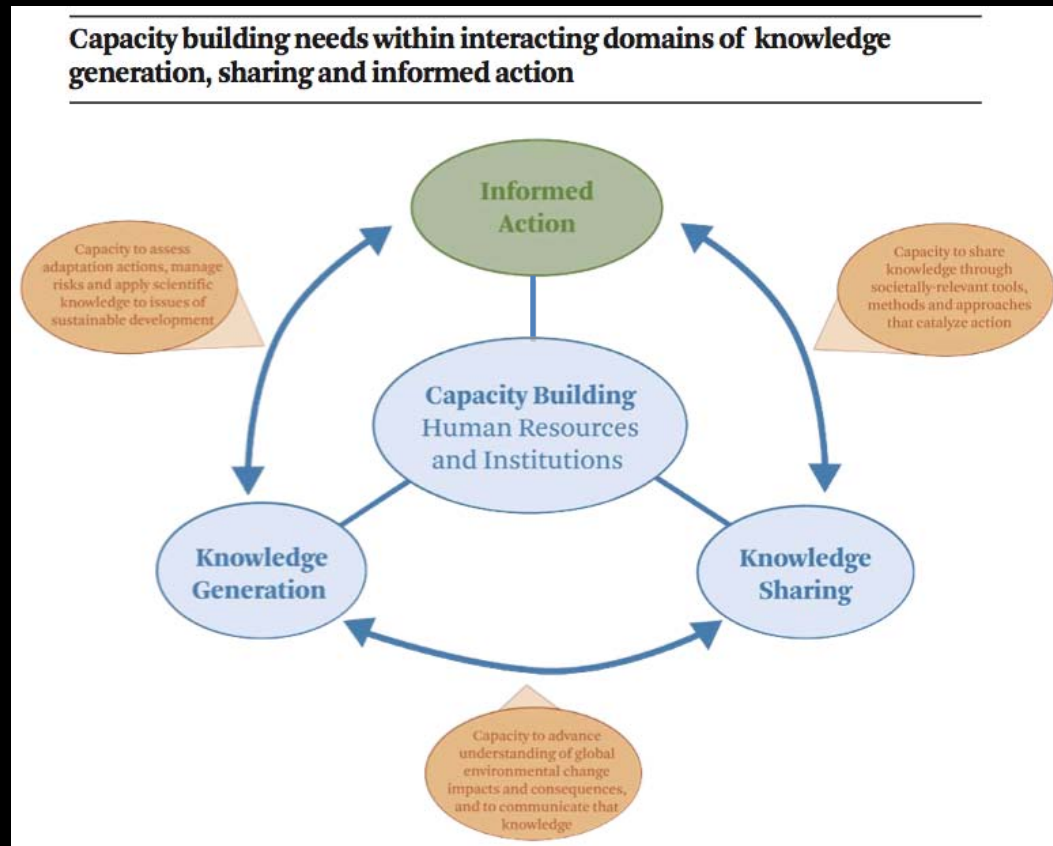 Capacity building needs within interacting domains of knowledge
generation, sharing and informed action
Informed
Action
Capacity to assess
adaptation actions, manage
risks and apply scientific
knowledge to issues of
sustainable development
Capacity to share
knowledge through
societally-relevant tools,
methods and approaches
that catalyze action
Capacity Building
Human Resources
and Institutions
Knowledge
Generation
Knowledge
Sharing
Capacity to advance
understanding of global
environmental change
impacts and consequences,
and to communicate that
knowledge